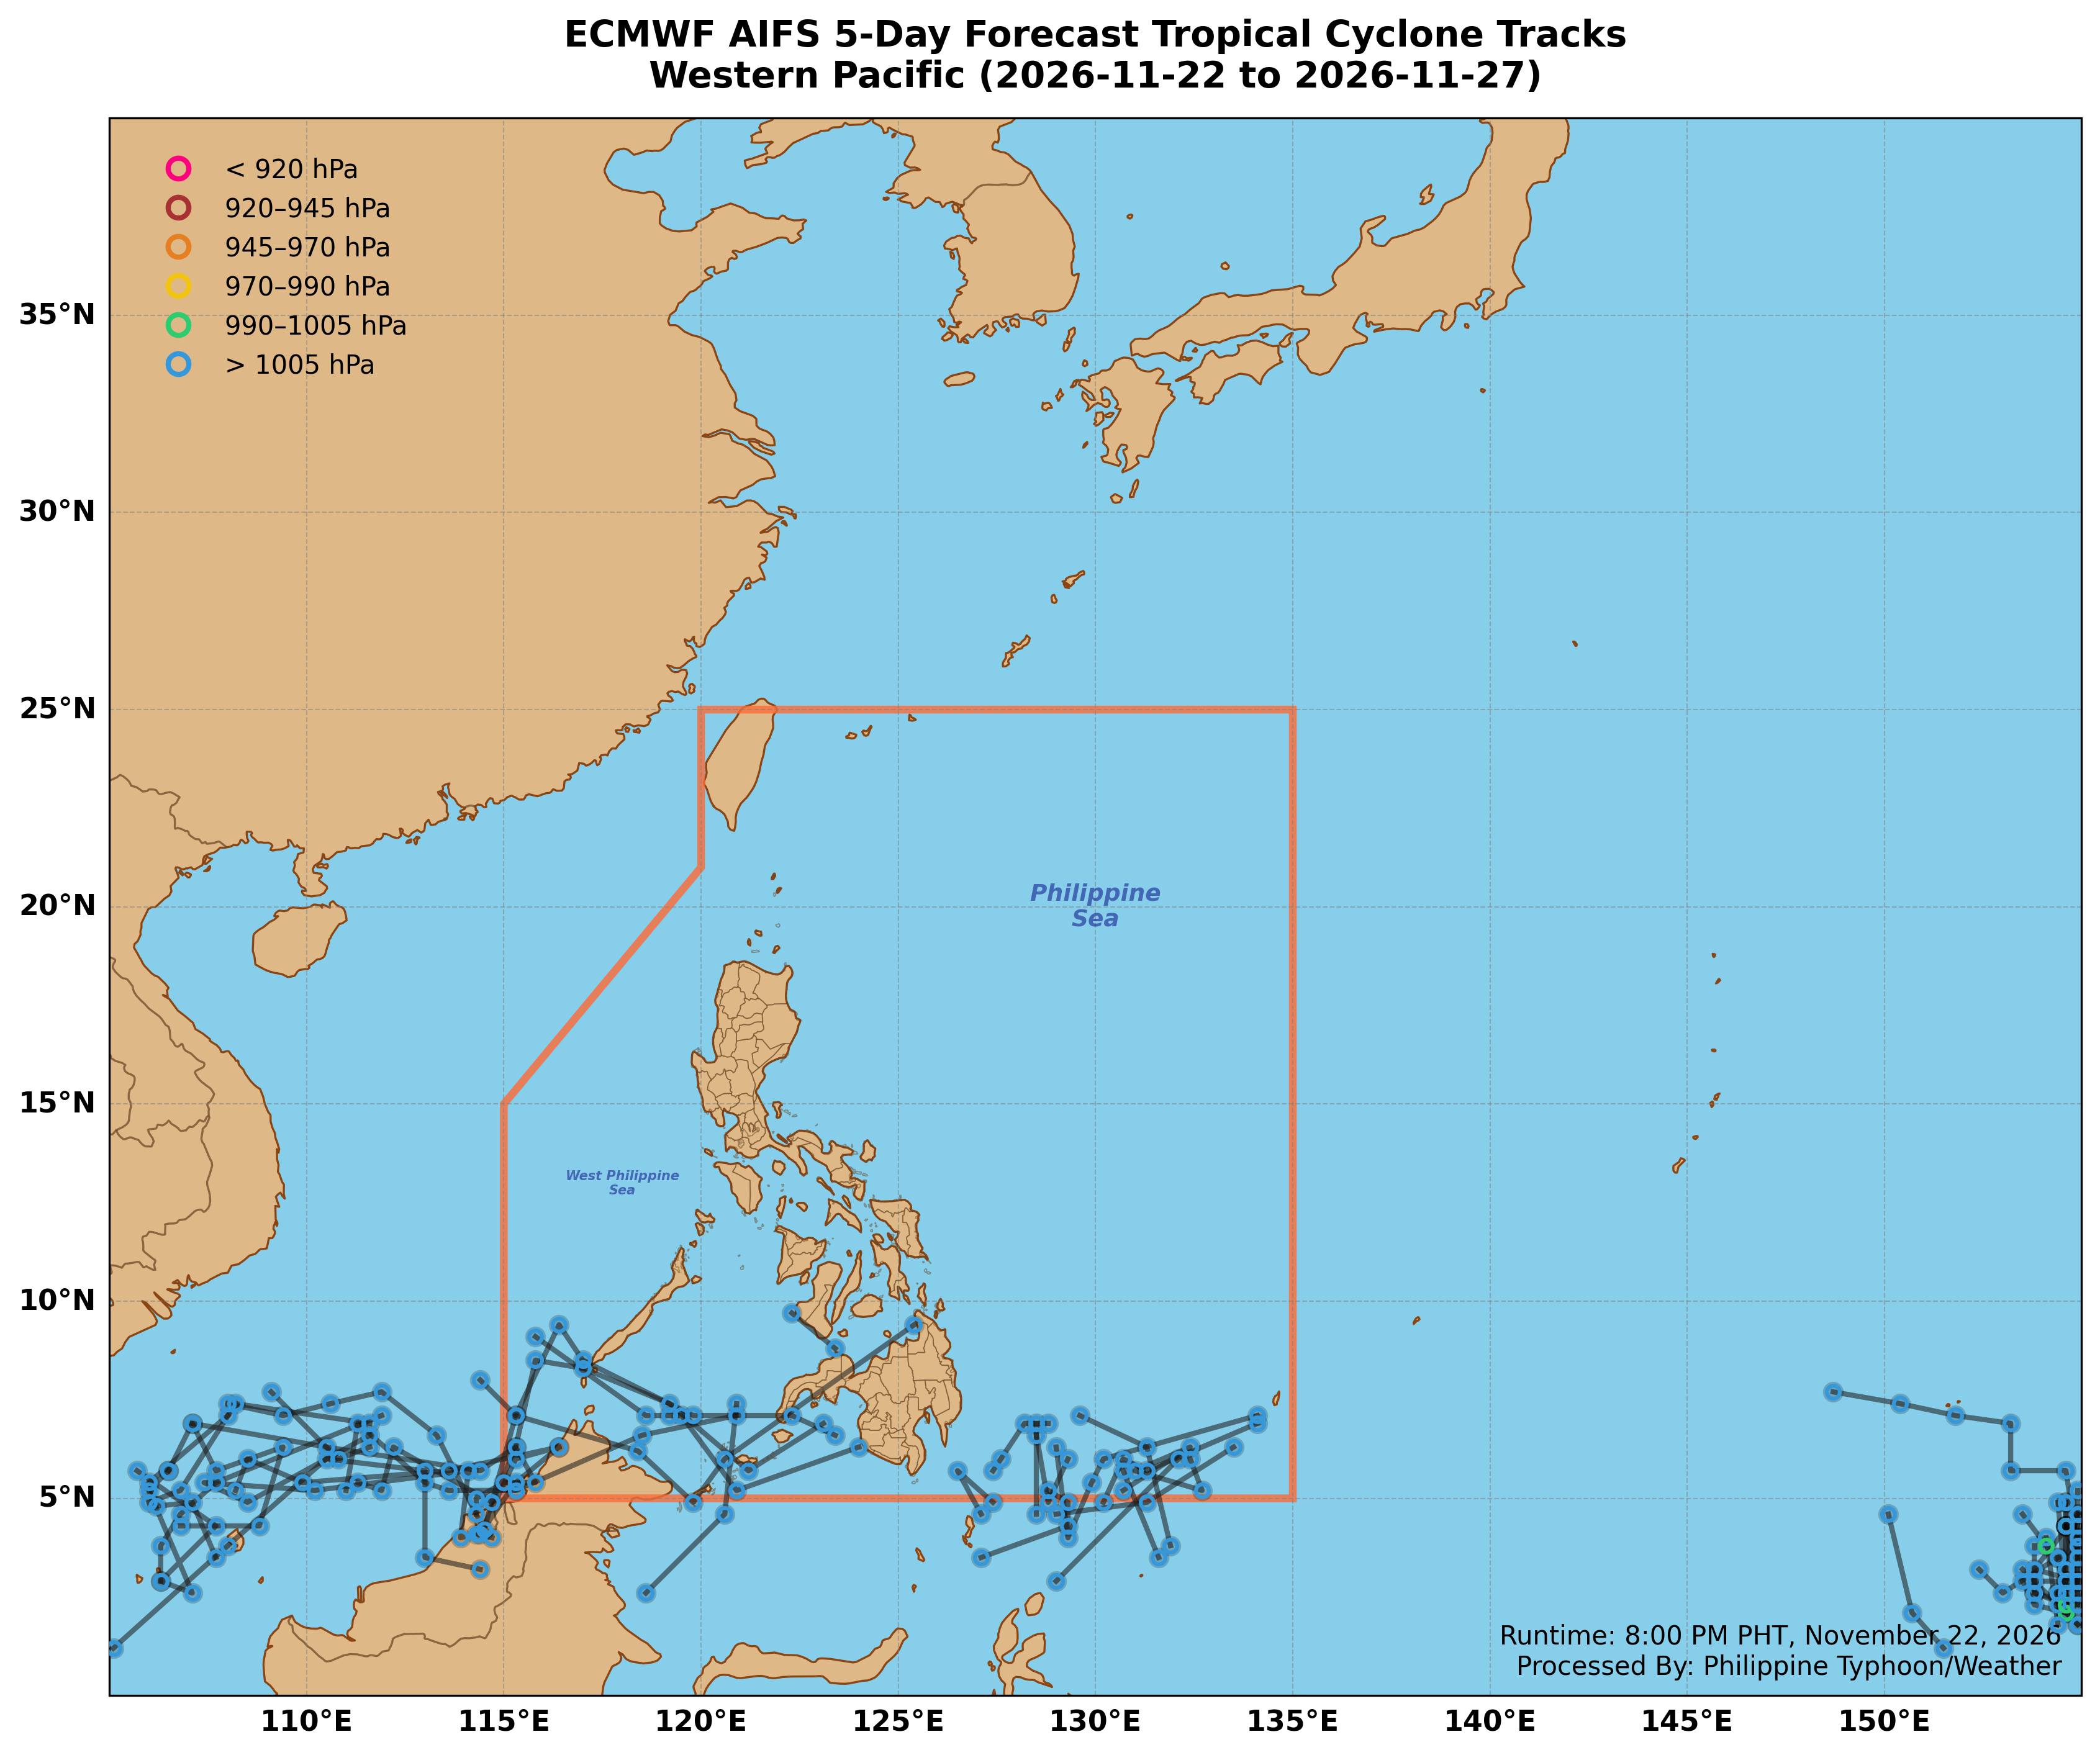 ECMWF AIFS 5-Day Forecast Tropical Cyclone Tracks
Western Pacific (2026-11-22 to 2026-11-27)
< 920 hPa
920–945 hPa
945–970 hPa
970–990 hPa
990–1005 hPa
> 1005 hPa
35°N
30°N
25°N
20°N
15°N
10°N
5°N
Philippine
Sea
West Philippine
Sea
Runtime: 8:00 PM PHT, November 22, 2026
Processed By: Philippine Typhoon/Weather
110°E
115°E
120°E
125°E
130°E
135°E
140°E
145°E
150°E